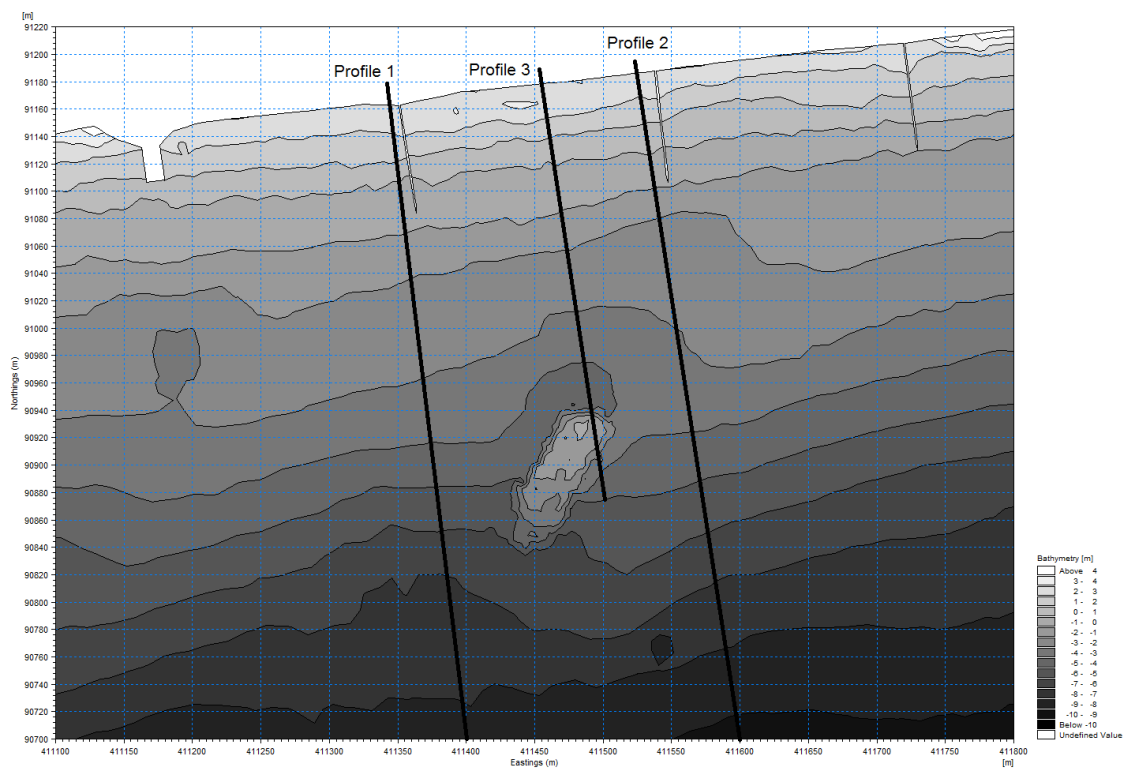 [m]
91220
91200
91180
91160
91140
91120
91100
91080
91060
91040
91020
91000
90980
90960
90940
90920
90900
90880
90860
90840
90820
90800
90780
90760
90740
90720
90700
Northings (m)
Profile 1
Profile 3
Profile 2
411100 411150 411200 411250 411300 411350 411400 411450 411500 411550 411600 411650 411700 411750 411800
Eastings (m)
[m]
Bathymetry [m]
Above 4
3 - 4
2 - 3
1 - 2
0 - 1
-1 - 0
-2 - -1
-3 - -2
-4 - -3
-5 - -4
-6 - -5
-7 - -6
-8 - -7
-9 - -8
-10 - -9
Below -10
Undefined Value